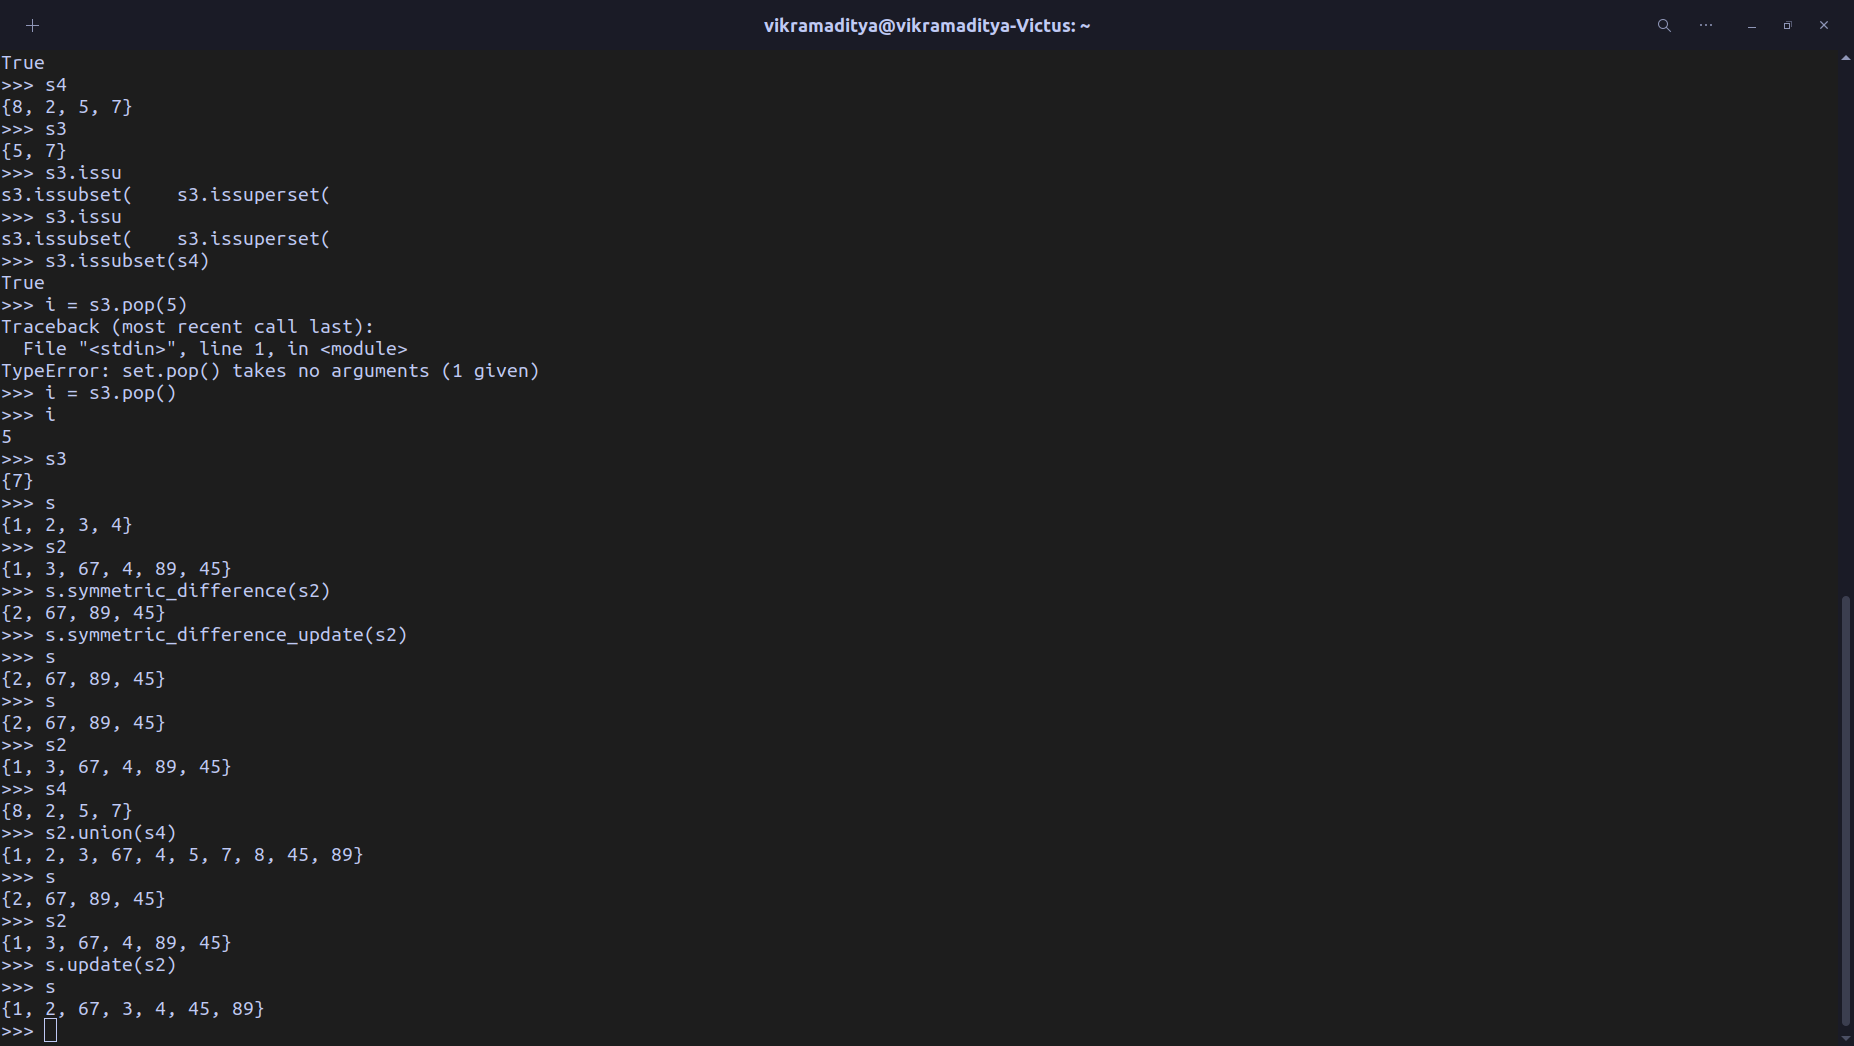 vikramaditya@vikramaditya-Victus: ~
True
>>> s4
{8, 2, 5, 7}
>>> s3
{5, 7}
>>> s3.issu
s3.issubset(    s3.issuperset(
>>> s3.issu
s3.issubset(    s3.issuperset(
>>> s3.issubset(s4)
True
>>> i = s3.pop(5)
Traceback (most recent call last):
  File "<stdin>", line 1, in <module>
TypeError: set.pop() takes no arguments (1 given)
>>> i = s3.pop()
>>> i
5
>>> s3
{7}
>>> s
{1, 2, 3, 4}
>>> s2
{1, 3, 67, 4, 89, 45}
>>> s.symmetric_difference(s2)
{2, 67, 89, 45}
>>> s.symmetric_difference_update(s2)
>>> s
{2, 67, 89, 45}
>>> s
{2, 67, 89, 45}
>>> s2
{1, 3, 67, 4, 89, 45}
>>> s4
{8, 2, 5, 7}
>>> s2.union(s4)
{1, 2, 3, 67, 4, 5, 7, 8, 45, 89}
>>> s
{2, 67, 89, 45}
>>> s2
{1, 3, 67, 4, 89, 45}
>>> s.update(s2)
>>> s
{1, 2, 67, 3, 4, 45, 89}
>>>